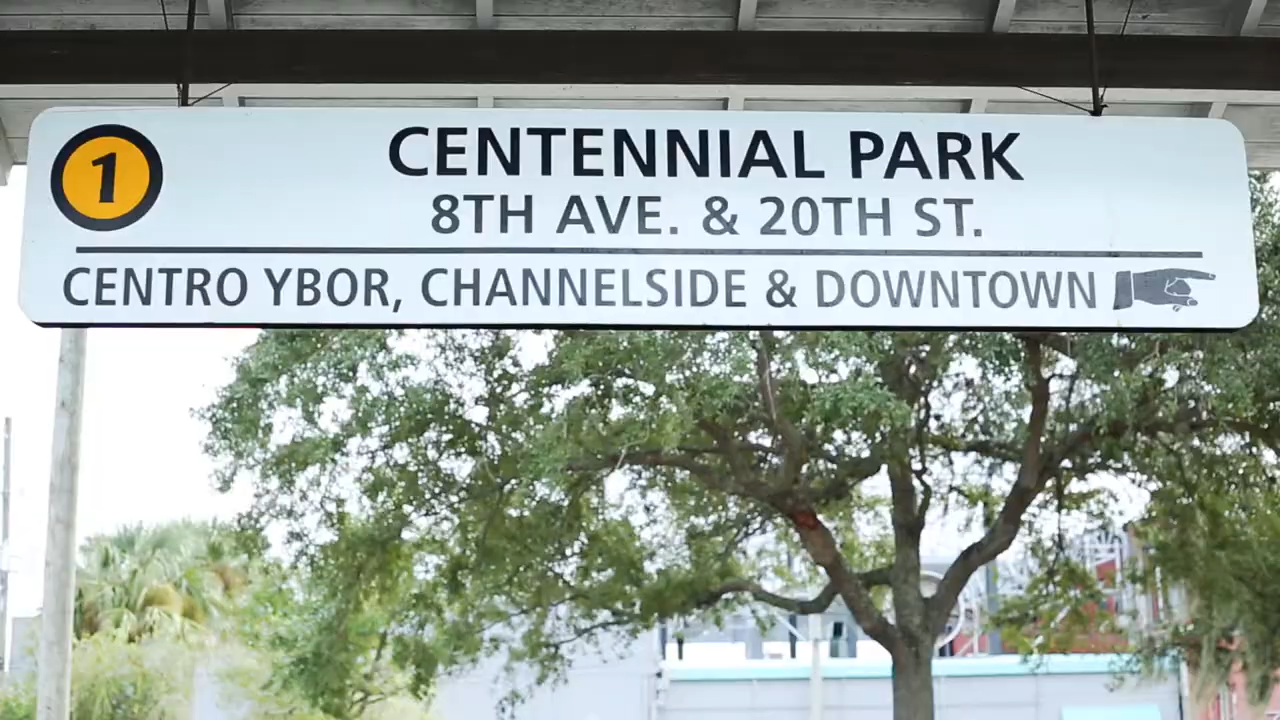 1
CENTENNIAL PARK
8TH AVE. & 20TH ST.
CENTRO YBOR, CHANNELSIDE & DOWNTOWN